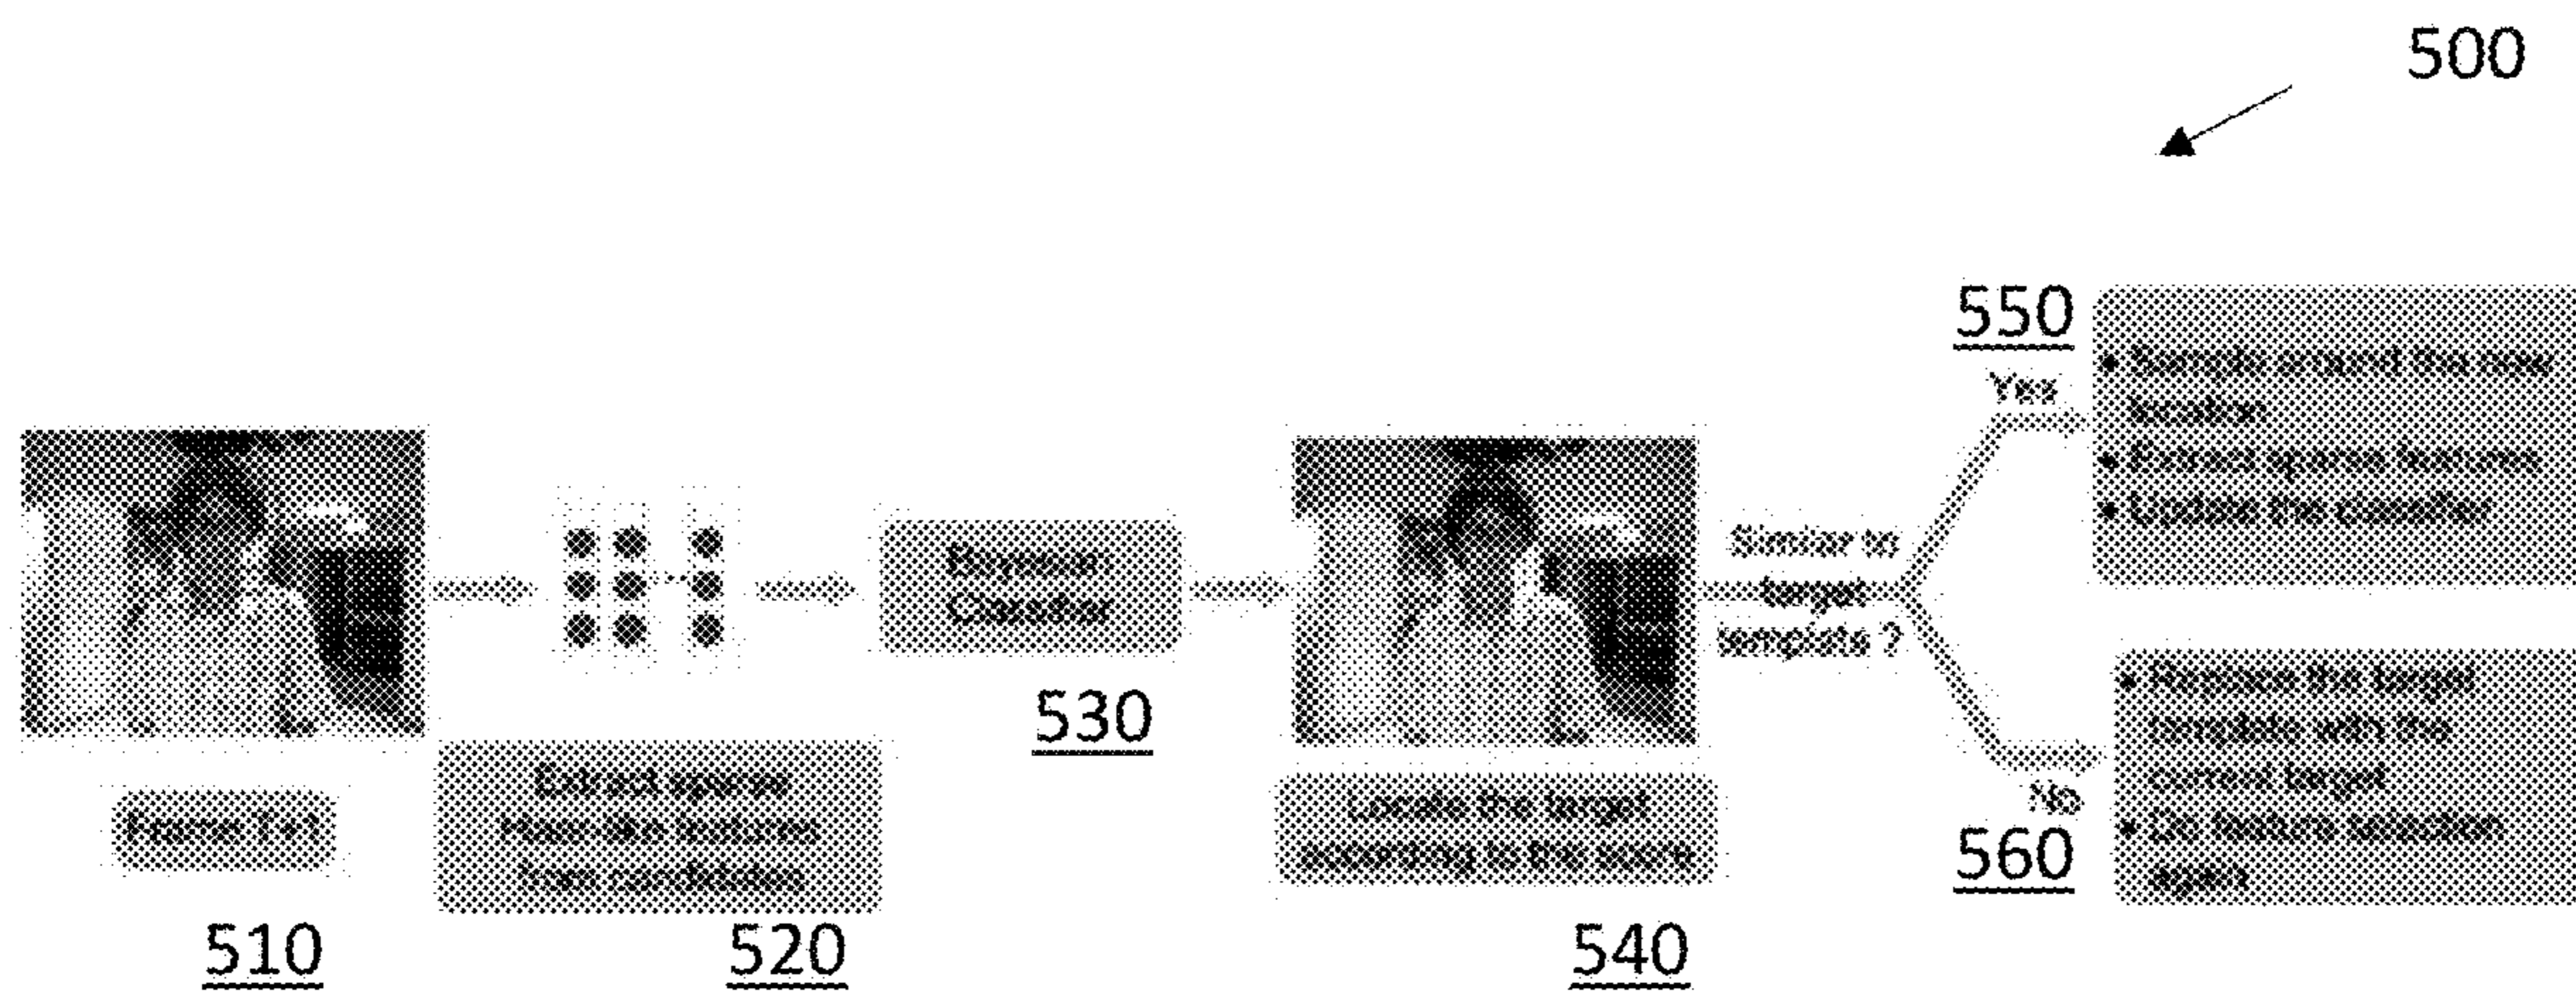 500
550
Yes
• Sample around the new
location
• Extract sparse features
• Update the classifier
Bayesian
Classifier
530
Similar to
target
template ?
Frame T+1
510
Extract sparse
Haar-like features
from candidates
520
Locate the target
according to the score
540
No
560
• Replace the target
template with the
current target
• Do feature selection
again